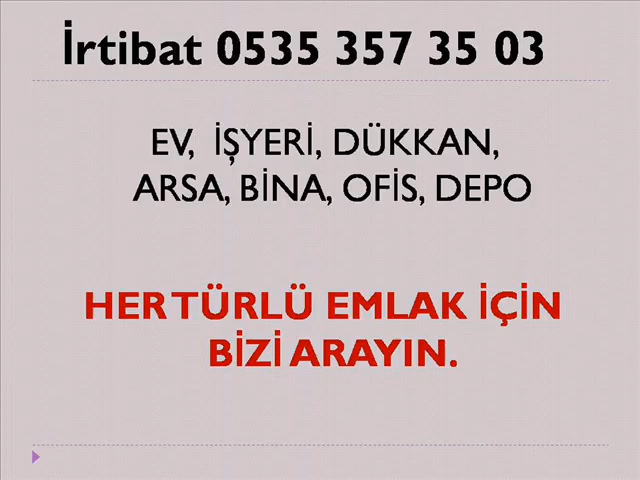 İrtibat 0535 357 35 03
EV, İŞYERİ, DÜKKAN,
ARSA, BİNA, OFİS, DEPO
HER TÜRLÜ EMLAK İÇİN
BİZİ ARAYIN.